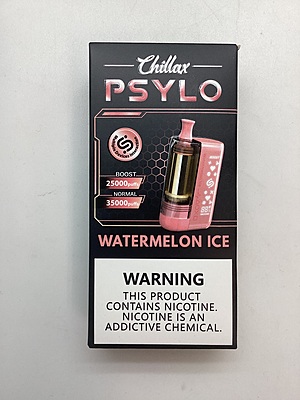 Chillax
PSYLO
BOOST
25000puffs
NORMAL
35000puffs
WATERMELON ICE
WARNING
THIS PRODUCT
CONTAINS NICOTINE.
NICOTINE IS AN
ADDICTIVE CHEMICAL.